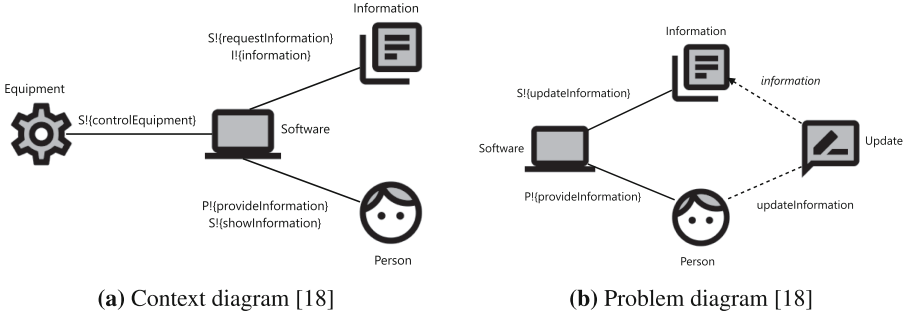 Information
S!{requestInformation}
I!{information}
Equipment
S!{controlEquipment}
Software
P!{provideInformation}
S!{showInformation}
Person
(a) Context diagram [18]
Information
information
S!{updateInformation}
Software
Update
P!{provideInformation}
updateInformation
Person
(b) Problem diagram [18]